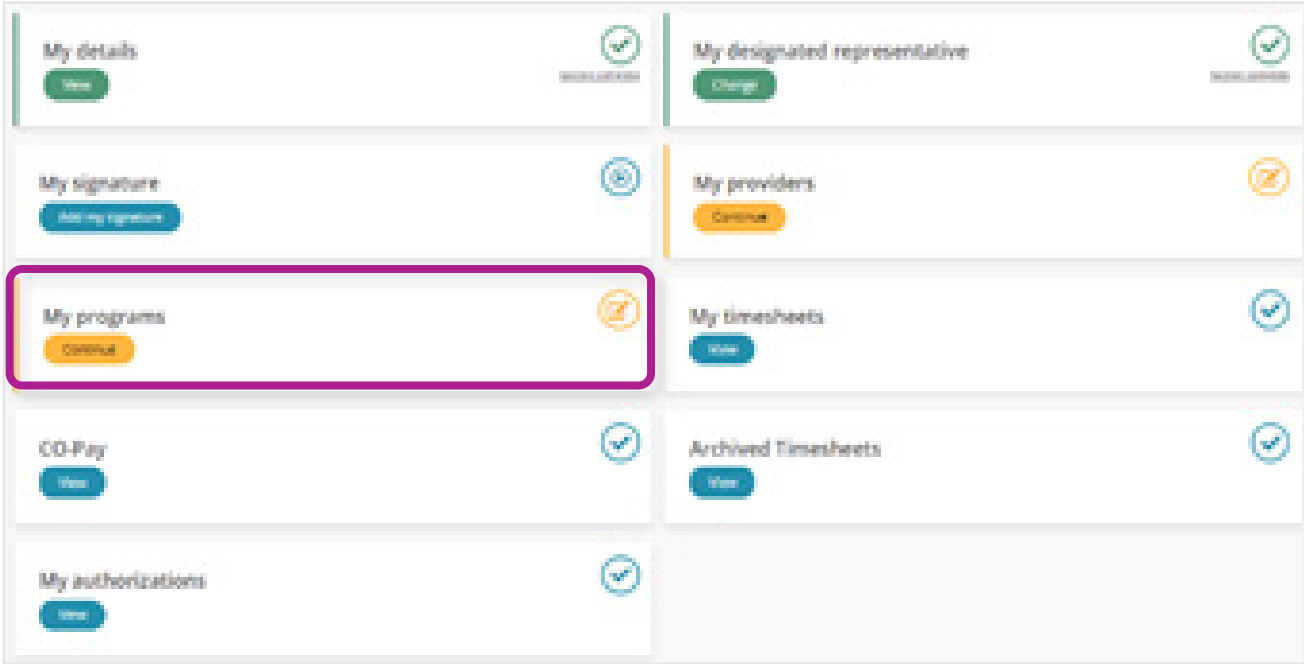 My details
View
My designated representative
Change
My signature
Add my signature
My providers
Continue
My programs
Continue
My timesheets
View
CO-Pay
View
Archived Timesheets
View
My authorizations
View